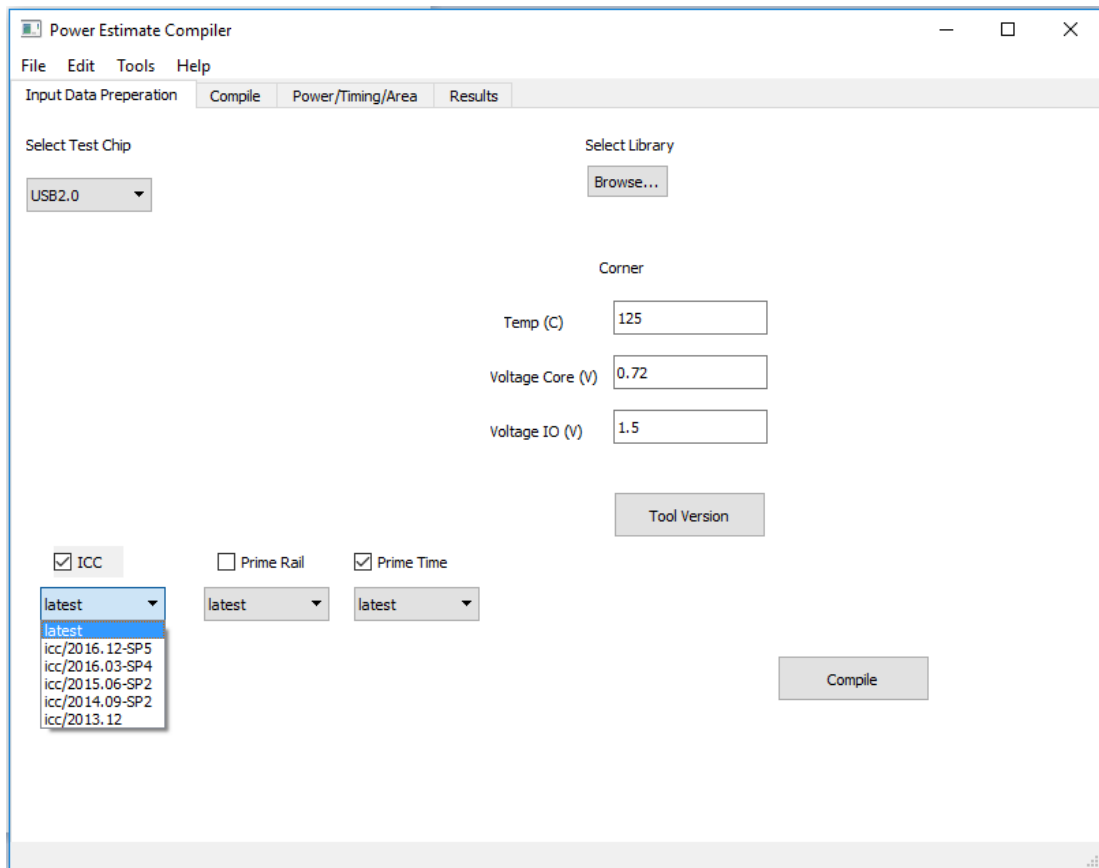 Power Estimate Compiler
File Edit Tools Help
Input Data Preperation Compile Power/Timing/Area Results
Select Test Chip Select Library
USB2.0 Browse...
Corner
Temp (C) 125
Voltage Core (V) 0.72
Voltage IO (V) 1.5
Tool Version
ICC Prime Rail Prime Time
latest latest latest
latest
icc/2016.12-SP5
icc/2016.03-SP4
icc/2015.06-SP2
icc/2014.09-SP2
icc/2013.12
Compile